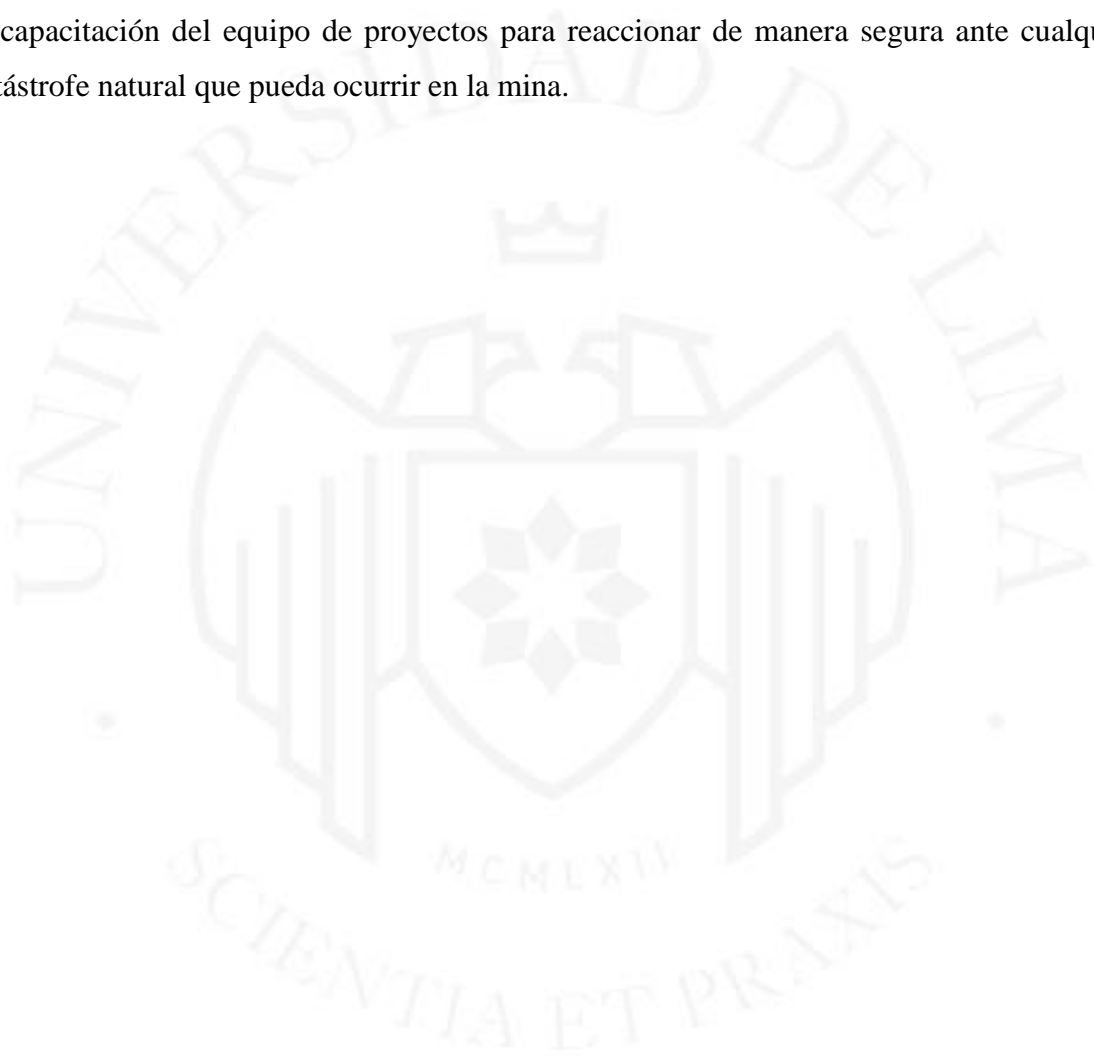 capacitación del equipo de proyectos para reaccionar de manera segura ante
tástrofe natural que pueda ocurrir en la mina.
UNIVERSIDAD DE LIMA
MCMLXII
SCIENTIA ET PRAXIS